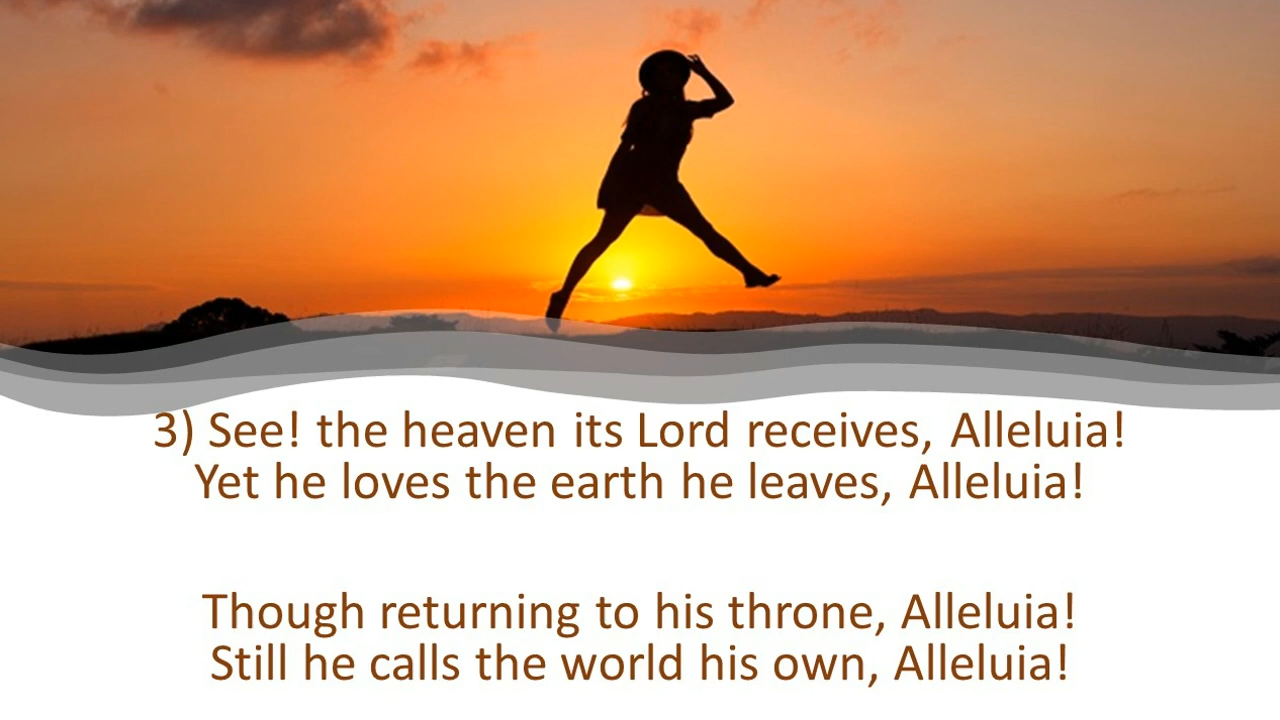 3) See! the heaven its Lord receives, Alleluia!
Yet he loves the earth he leaves, Alleluia!
Though returning to his throne, Alleluia!
Still he calls the world his own, Alleluia!